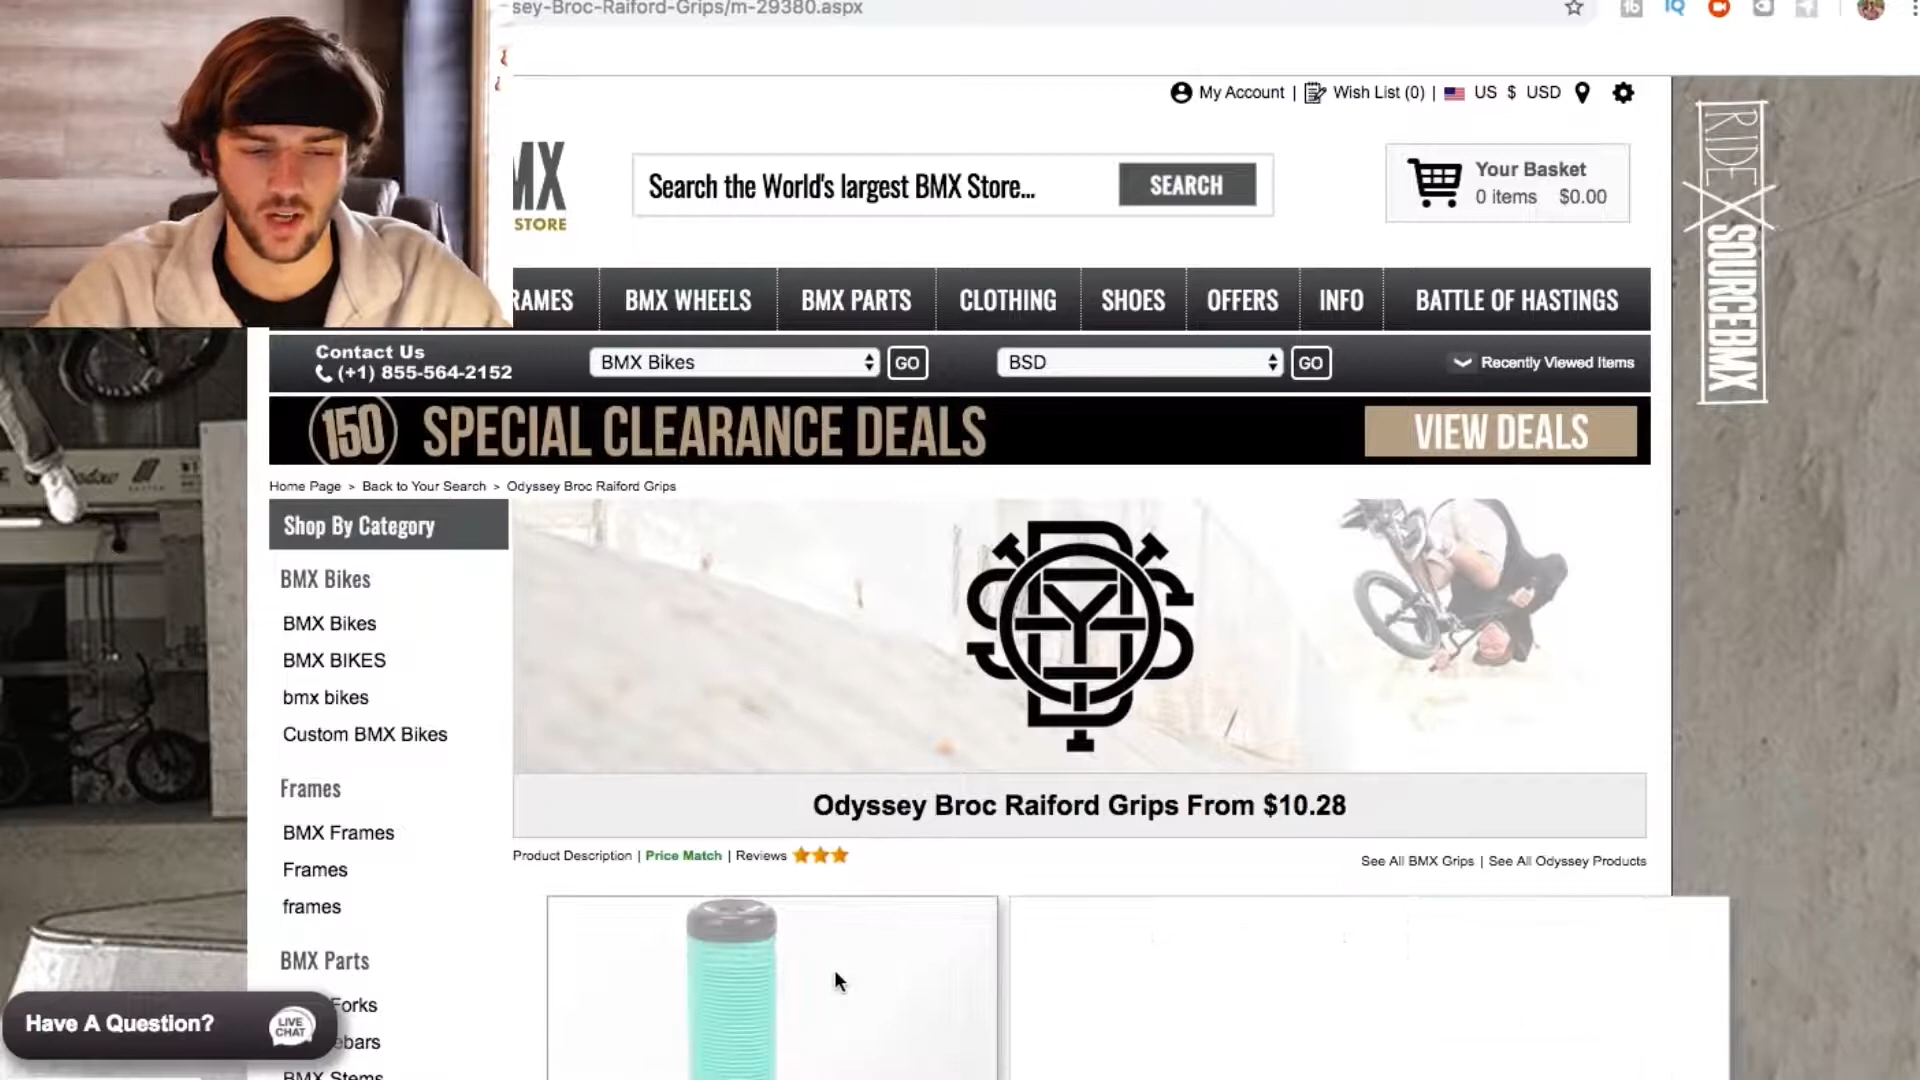 sey-Broc-Raiford-Grips/m-29380.aspx
My Account | Wish List (0) | US $ USD
MX
STORE
Search the World's largest BMX Store...
SEARCH
Your Basket
0 items $0.00
RAMES
BMX WHEELS
BMX PARTS
CLOTHING
SHOES
OFFERS
INFO
BATTLE OF HASTINGS
Contact Us
(+1) 855-564-2152
BMX Bikes
GO
BSD
GO
Recently Viewed Items
150 SPECIAL CLEARANCE DEALS
VIEW DEALS
Home Page > Back to Your Search > Odyssey Broc Raiford Grips
Shop By Category
BMX Bikes
BMX Bikes
BMX BIKES
bmx bikes
Custom BMX Bikes
Frames
BMX Frames
Frames
frames
BMX Parts
Forks
ebars
BMX Stems
Odyssey Broc Raiford Grips From $10.28
Product Description | Price Match | Reviews
See All BMX Grips | See All Odyssey Products
Have A Question?
LIVE
CHAT
RIDE
SOURCEBMX